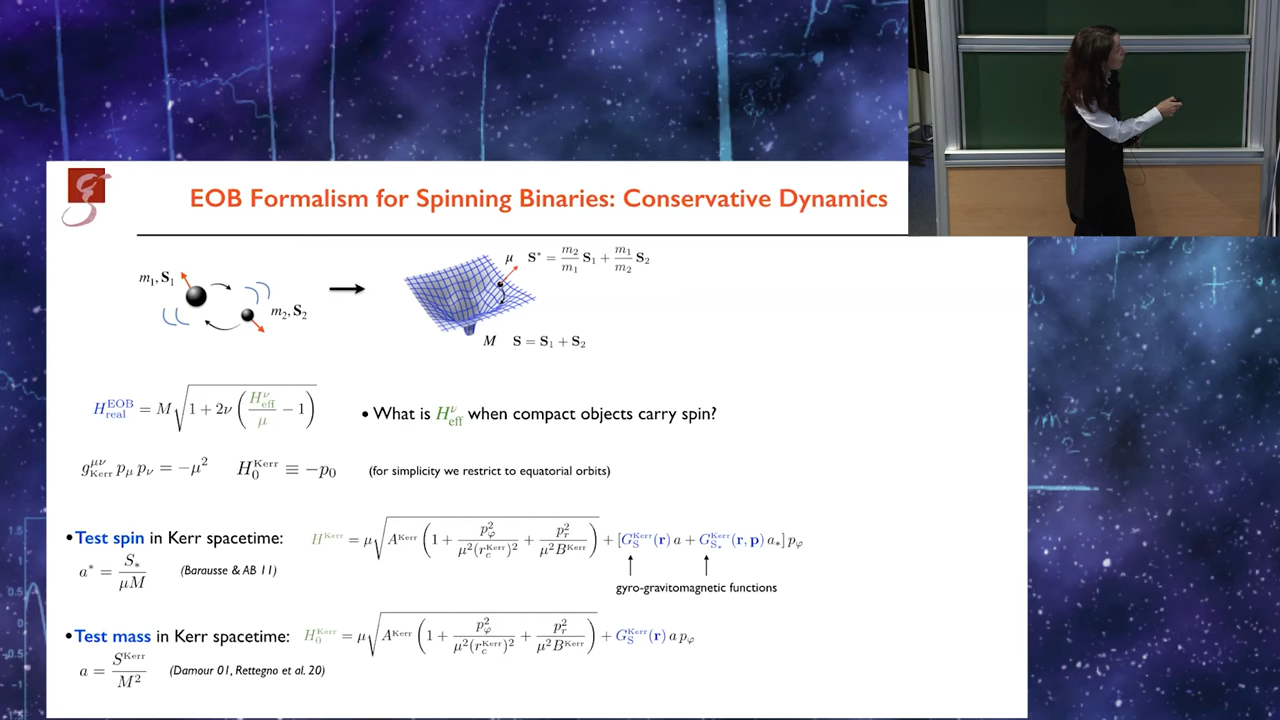 EOB Formalism for Spinning Binaries: Conservative Dynamics
m₁, S₁
m₂, S₂
μ S* = m₂/m₁ S₁ + m₁/m₂ S₂
M S = S₁ + S₂
H_real^EOB = M √(1 + 2ν (H_eff^ν/μ − 1))
• What is H_eff^ν when compact objects carry spin?
g_Kerr^μν p_μ p_ν = −μ² H_0^Kerr ≡ −p₀ (for simplicity we restrict to equatorial orbits)
• Test spin in Kerr spacetime: H^Kerr = μ √(A^Kerr (1 + p_φ²/(μ²(r_c^Kerr)²) + p_r²/(μ²B^Kerr))) + [G_S^Kerr(r) a + G_S*^Kerr(r, p) a_*] p_φ
a* = S_*/(μM) (Barausse & AB 11)
gyro-gravitomagnetic functions
• Test mass in Kerr spacetime: H_0^Kerr = μ √(A^Kerr (1 + p_φ²/(μ²(r_c^Kerr)²) + p_r²/(μ²B^Kerr))) + G_S^Kerr(r) a p_φ
a = S^Kerr/M² (Damour 01, Rettegno et al. 20)